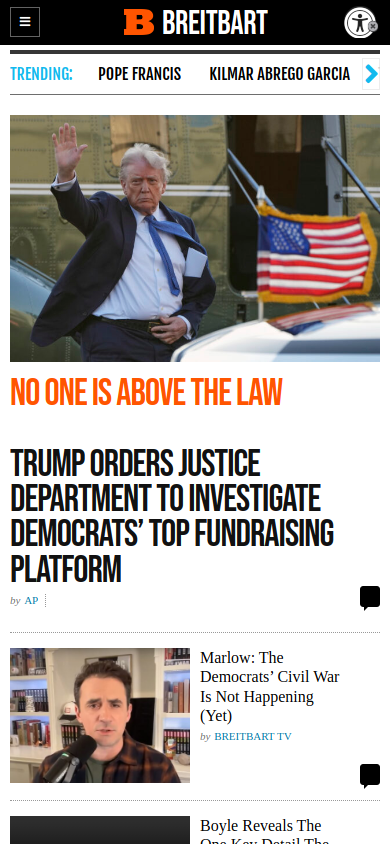 BREITBART
TRENDING:
POPE FRANCIS
KILMAR ABREGO GARCIA
NO ONE IS ABOVE THE LAW
TRUMP ORDERS JUSTICE
DEPARTMENT TO INVESTIGATE
DEMOCRATS’ TOP FUNDRAISING
PLATFORM
by AP
Marlow: The
Democrats’ Civil War
Is Not Happening
(Yet)
by BREITBART TV
Boyle Reveals The
One Key Detail The